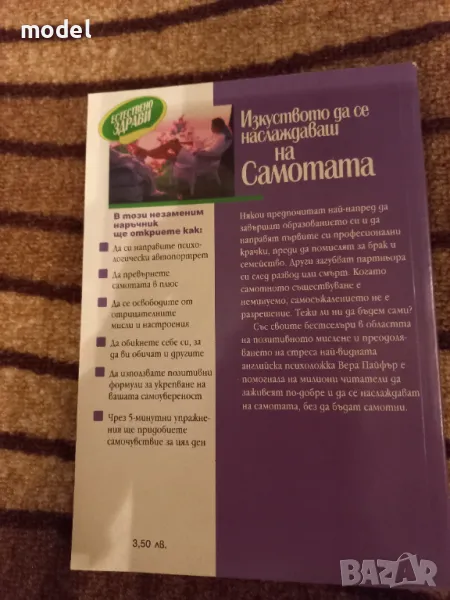 model
ЕСТЕСТВЕНО
ЗДРАВИ
Изкуството да се
наслаждаваш
на
Самотата
В този незаменим
наръчник
ще откриете как:
Да си направите психо-
логически автопортрет
Да превърнете
самотата в плюс
Да се освободите от
отрицателните
мисли и настроения
Да обикнете себе си, за
да ви обичат и другите
Да използвате позитивни
формули за укрепване на
вашата самоувереност
Чрез 5-минутни упражне-
ния ще придобиете
самочувствие за цял ден
3,50 лв.
Някои предпочитат най-напред да
завършат образованието си и да
направят първите си професионални
крачки, преди да помислят за брак и
семейство. Други загубват партньора
си след развод или смърт. Когато
самотното съществуване е
неминуемо, самосъжалението не е
разрешение. Тежи ли ни да бъдем сами?
Със своите бестселъри в областта
на позитивното мислене и преодоля-
ването на стреса най-видната
английска психоложка Вера Пайфър е
помогнала на милиони читатели да
заживеят по-добре и да се наслаждават
на самотата, без да бъдат самотни.
bazar.bg